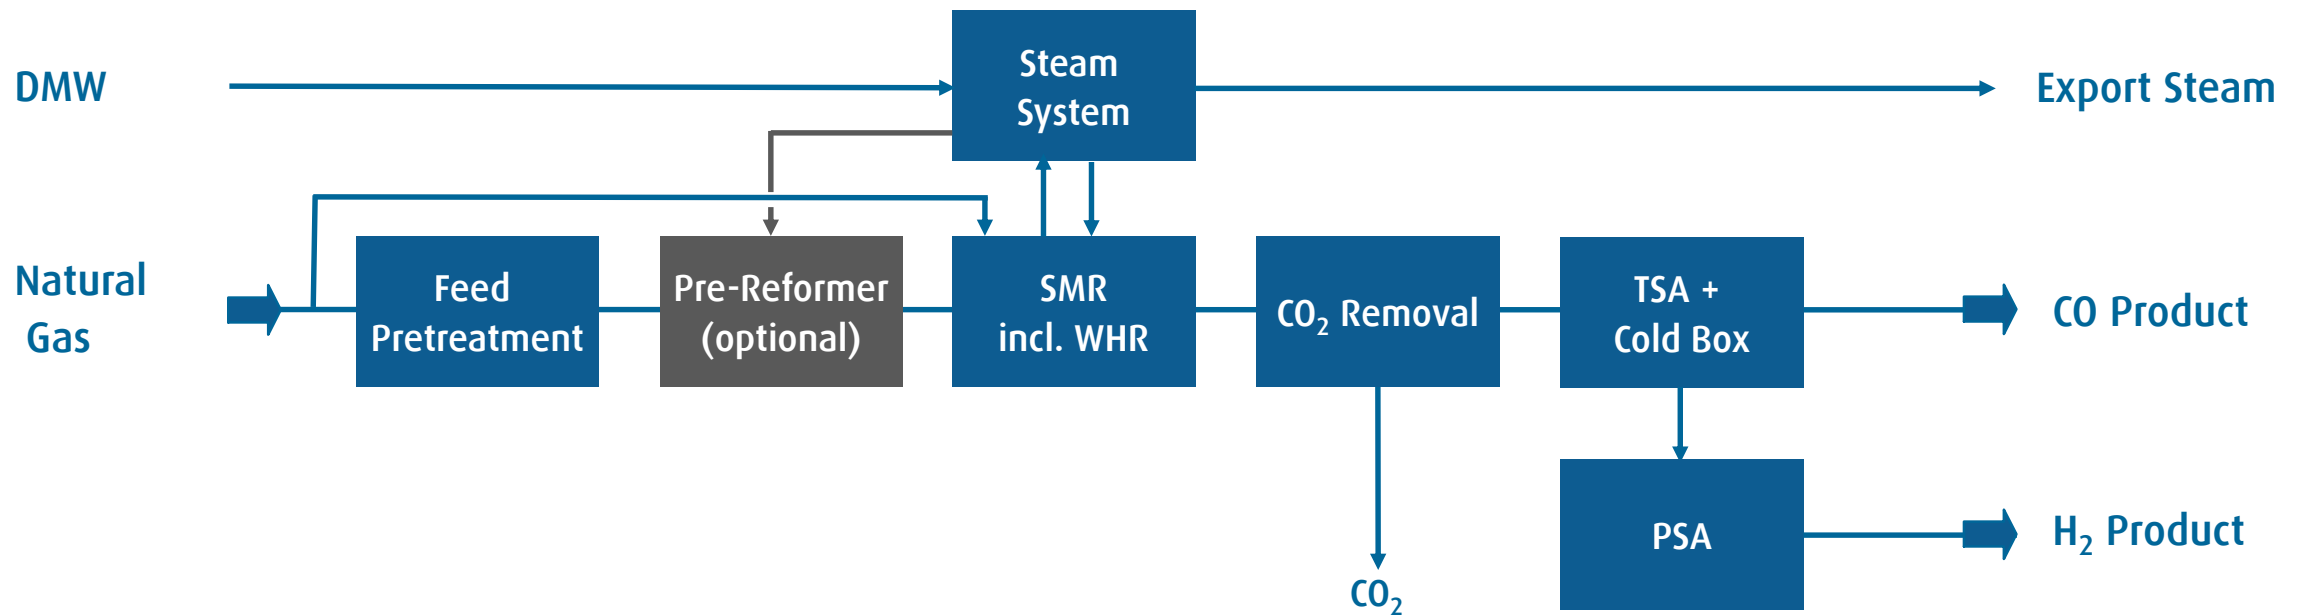 DMW
Steam
System
Export Steam
Natural
Gas
Feed
Pretreatment
Pre-Reformer
(optional)
SMR
incl. WHR
CO₂ Removal
TSA +
Cold Box
CO Product
PSA
H₂ Product
CO₂